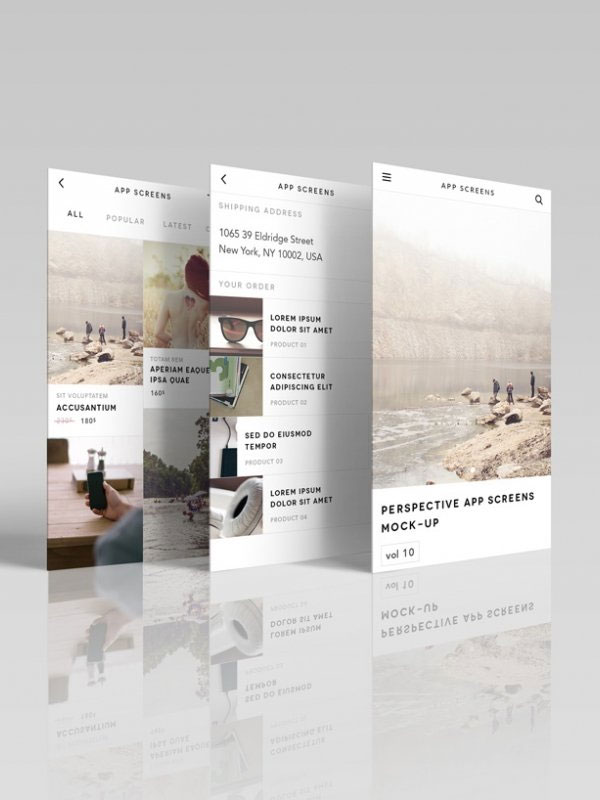 APP SCREENS
ALL POPULAR LATEST
SIT VOLUPTATEM
ACCUSANTIUM
180$
TOTAM REM
APERIAM EAQUE
IPSA QUAE
160$
APP SCREENS
SHIPPING ADDRESS
1065 39 Eldridge Street
New York, NY 10002, USA
YOUR ORDER
LOREM IPSUM
DOLOR SIT AMET
PRODUCT 01
CONSECTETUR
ADIPISCING ELIT
PRODUCT 02
SED DO EIUSMOD
TEMPOR
PRODUCT 03
LOREM IPSUM
DOLOR SIT AMET
PRODUCT 04
APP SCREENS
PERSPECTIVE APP SCREENS
MOCK-UP
vol 10